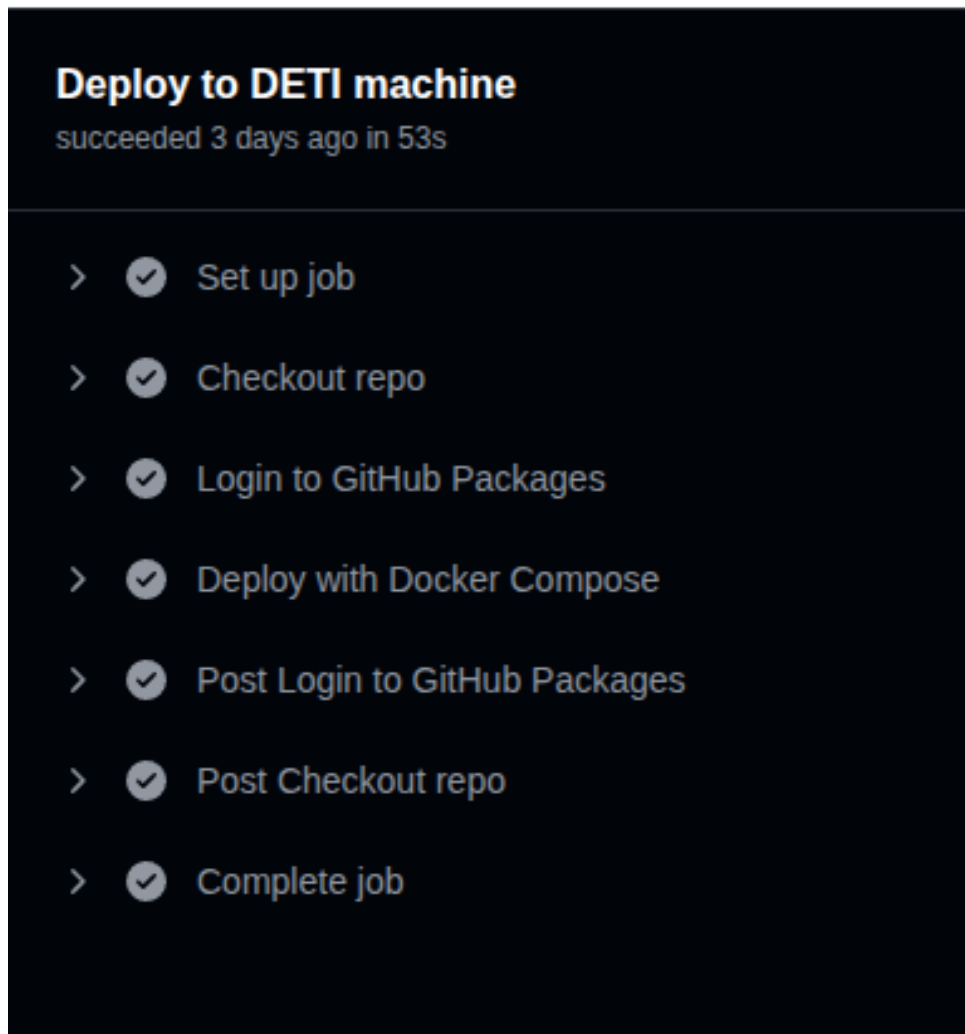 Deploy to DETI machine
succeeded 3 days ago in 53s
Set up job
Checkout repo
Login to GitHub Packages
Deploy with Docker Compose
Post Login to GitHub Packages
Post Checkout repo
Complete job